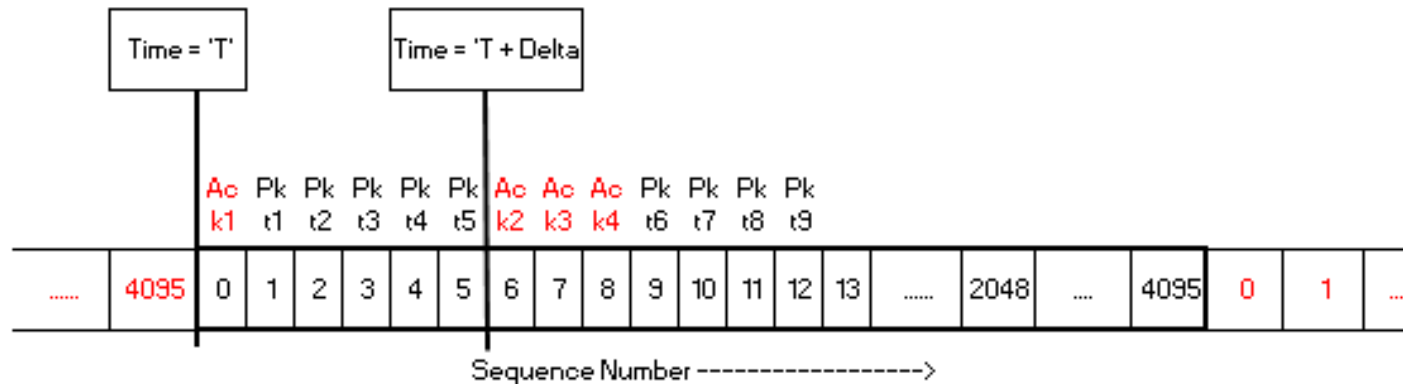 Time = 'T'
Time = 'T + Delta
Ac Pk Pk Pk Pk Pk Ac Ac Ac Pk Pk Pk Pk
k1 t1 t2 t3 t4 t5 k2 k3 k4 t6 t7 t8 t9
...... 4095 0 1 2 3 4 5 6 7 8 9 10 11 12 13 ...... 2048 .... 4095 0 1 ...
Sequence Number ------------------>